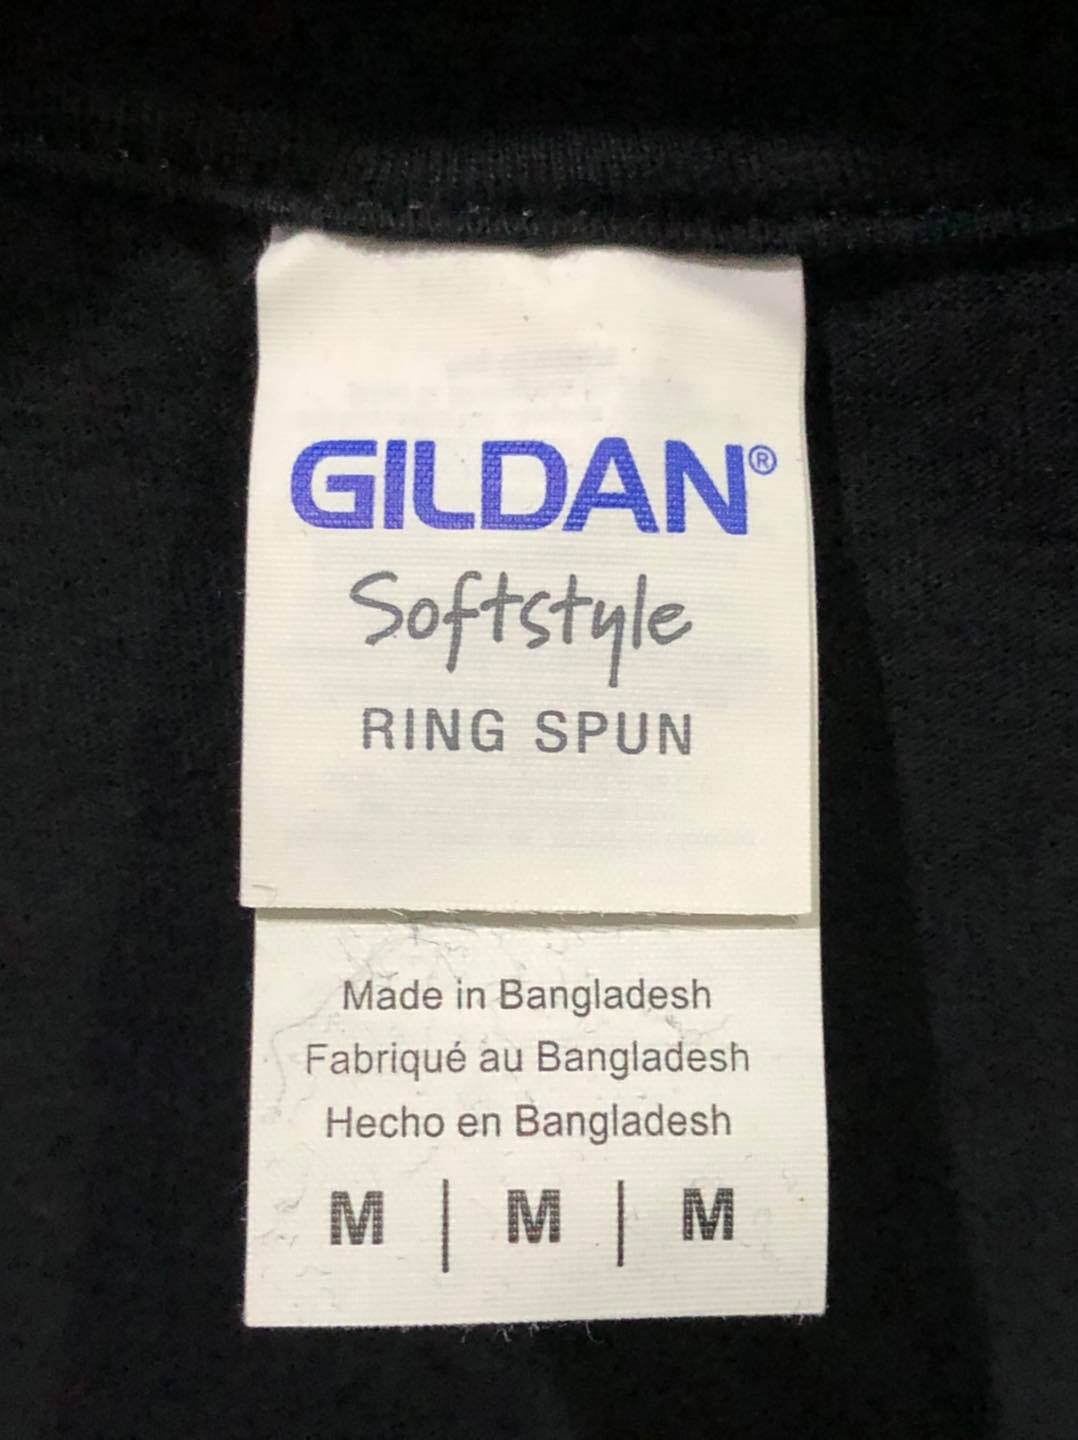 GILDAN®
Softstyle
RING SPUN
Made in Bangladesh
Fabriqué au Bangladesh
Hecho en Bangladesh
M | M | M